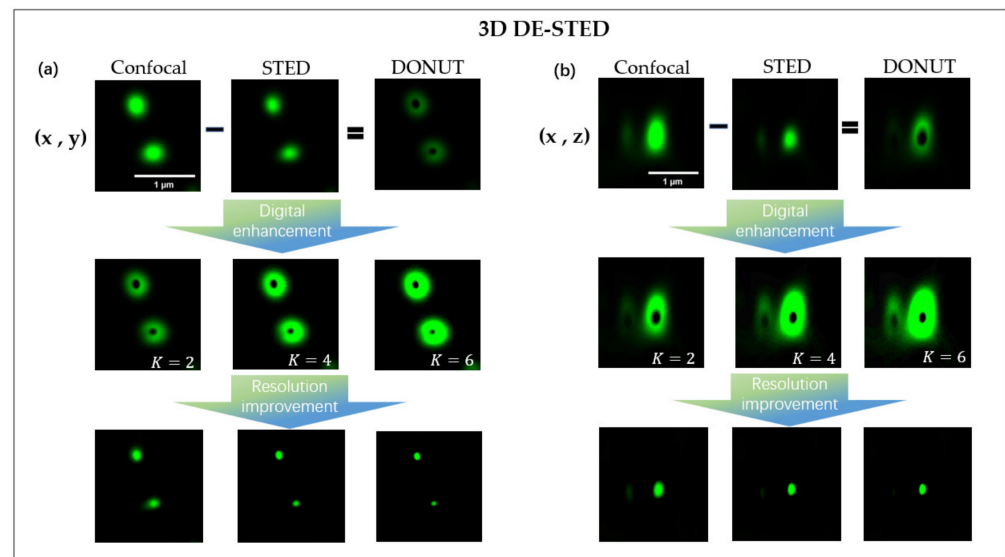 3D DE-STED
(a)
Confocal STED DONUT
(x , y)
1 μm
Digital
enhancement
K = 2 K = 4 K = 6
Resolution
improvement
(b)
Confocal STED DONUT
(x , z)
1 μm
Digital
enhancement
K = 2 K = 4 K = 6
Resolution
improvement